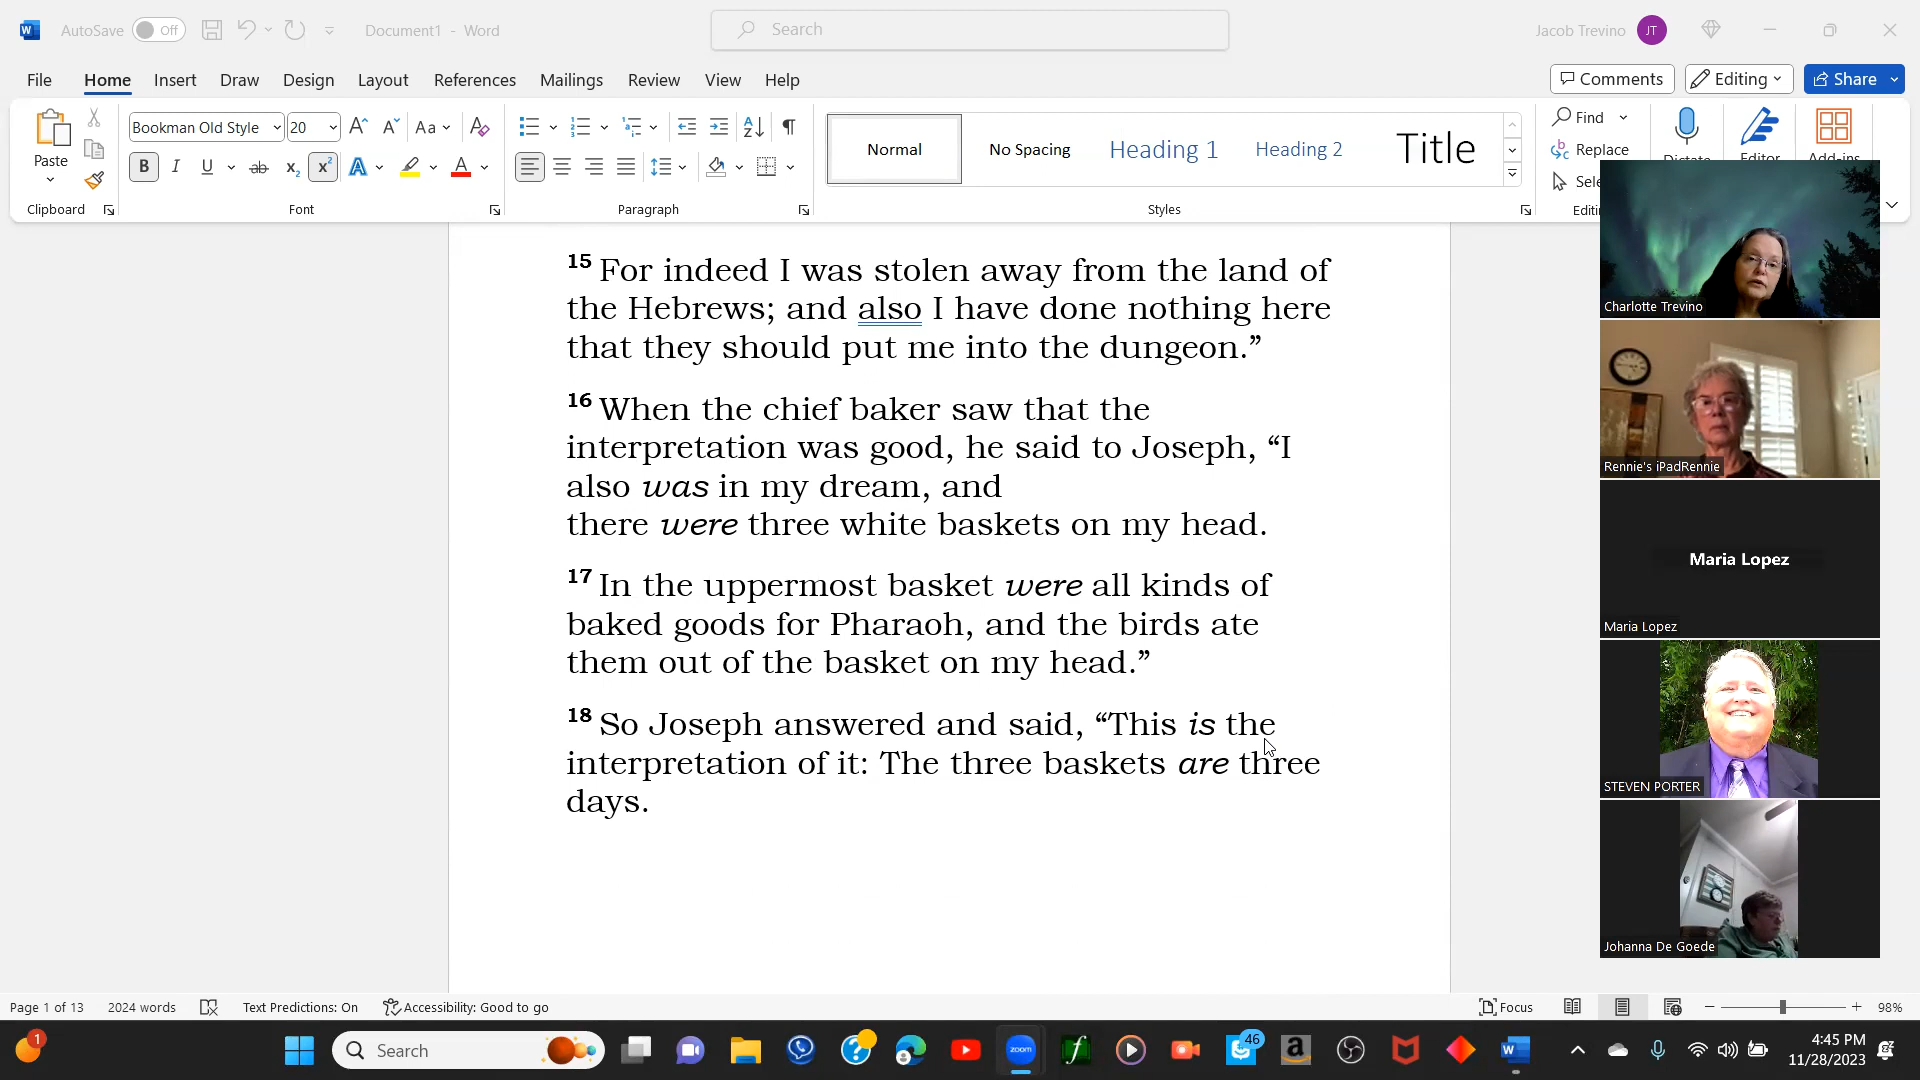 AutoSave Off Document1 - Word Search Jacob Trevino JT
File Home Insert Draw Design Layout References Mailings Review View Help Comments Editing Share
Paste
Clipboard
Bookman Old Style 20
Font
Paragraph
Normal No Spacing Heading 1 Heading 2 Title
Styles
Find
Replace
15 For indeed I was stolen away from the land of
the Hebrews; and also I have done nothing here
that they should put me into the dungeon.”
16 When the chief baker saw that the
interpretation was good, he said to Joseph, “I
also was in my dream, and
there were three white baskets on my head.
17 In the uppermost basket were all kinds of
baked goods for Pharaoh, and the birds ate
them out of the basket on my head.”
18 So Joseph answered and said, “This is the
interpretation of it: The three baskets are three
days.
Charlotte Trevino
Rennie's iPadRennie
Maria Lopez
Maria Lopez
STEVEN PORTER
Johanna De Goede
Page 1 of 13 2024 words Text Predictions: On Accessibility: Good to go Focus 98%
1 Search zoom 46 4:45 PM
11/28/2023